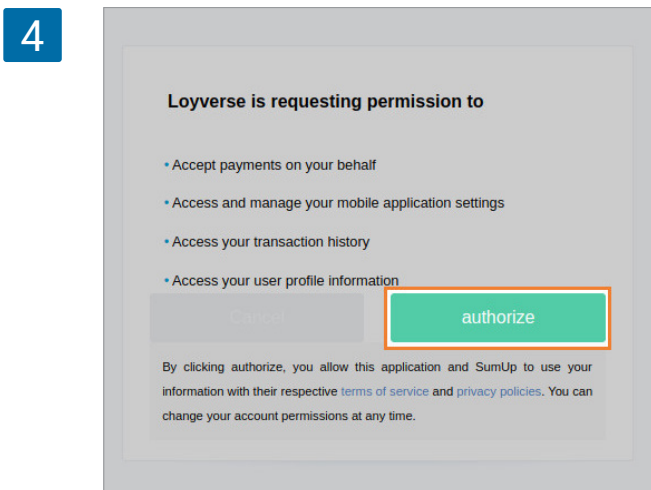 4
Loyverse is requesting permission to
• Accept payments on your behalf
• Access and manage your mobile application settings
• Access your transaction history
• Access your user profile information
Cancel
authorize
By clicking authorize, you allow this application and SumUp to use your
information with their respective terms of service and privacy policies. You can
change your account permissions at any time.